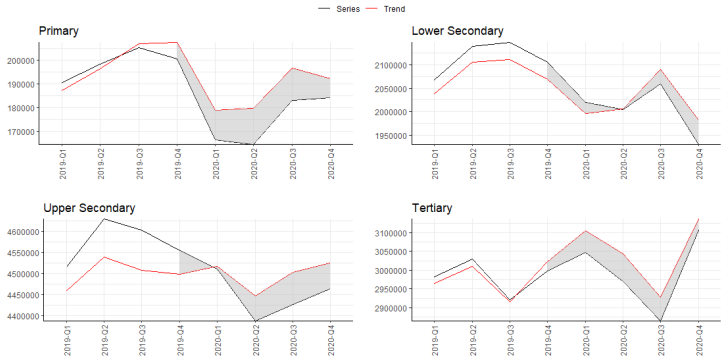 Series Trend
Primary
200000
190000
180000
170000
2019-Q1 2019-Q2 2019-Q3 2019-Q4 2020-Q1 2020-Q2 2020-Q3 2020-Q4
Lower Secondary
2100000
2050000
2000000
1950000
2019-Q1 2019-Q2 2019-Q3 2019-Q4 2020-Q1 2020-Q2 2020-Q3 2020-Q4
Upper Secondary
4600000
4500000
4450000
4400000
2019-Q1 2019-Q2 2019-Q3 2019-Q4 2020-Q1 2020-Q2 2020-Q3 2020-Q4
Tertiary
3100000
3050000
3000000
2950000
2900000
2019-Q1 2019-Q2 2019-Q3 2019-Q4 2020-Q1 2020-Q2 2020-Q3 2020-Q4